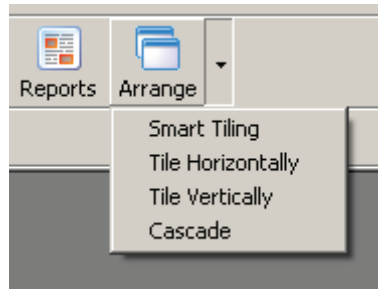 Reports Arrange
Smart Tiling
Tile Horizontally
Tile Vertically
Cascade